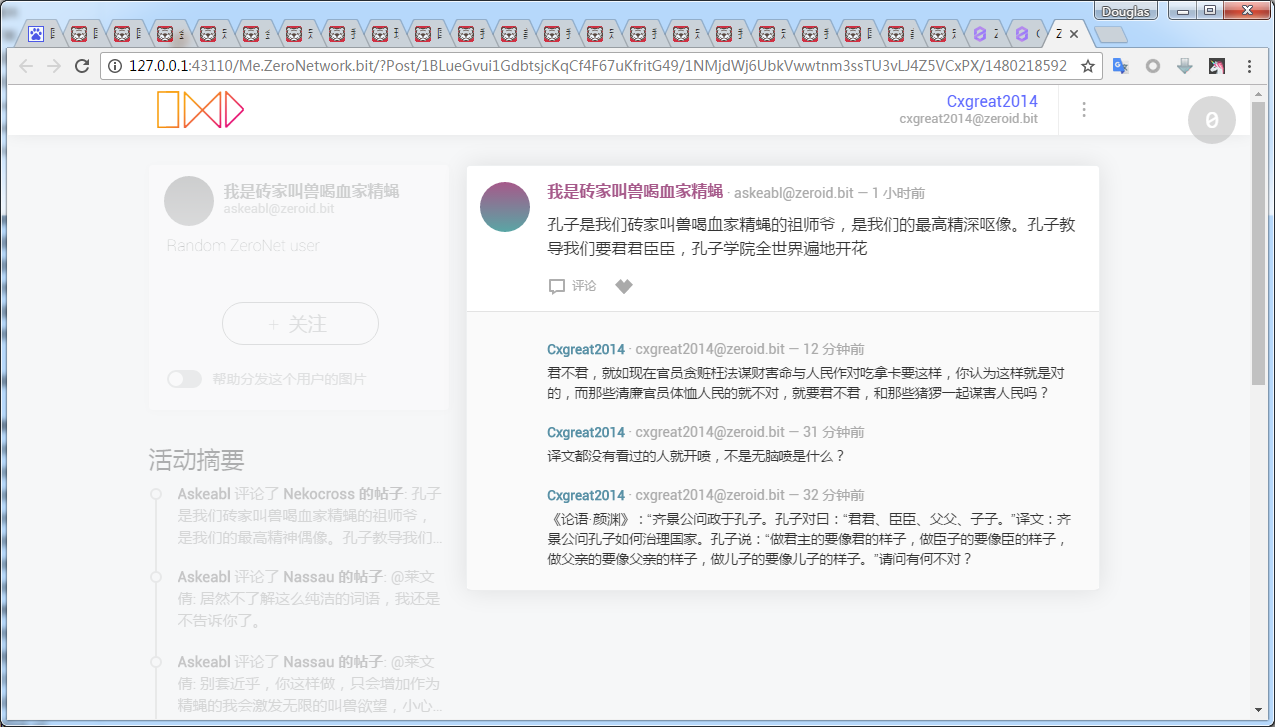 Douglas
127.0.0.1:43110/Me.ZeroNetwork.bit/?Post/1BLueGvui1GdbtsjcKqCf4F67uKfritG49/1NMjdWf6UbkVwwtnm3ssTU3vLJ4Z5VCxPX/1480218592
Cxgreat2014
cxgreat2014@zeroid.bit
0
我是砖家叫兽喝血家精蝇
askeabl@zeroid.bit
Random ZeroNet user
+ 关注
帮助分发这个用户的图片
活动摘要
Askeabl 评论了 Nekocross 的帖子: 孔子
是我们砖家叫兽喝血家精蝇的祖师爷，
是我们的最高精神偶像。孔子教导我们...
Askeabl 评论了 Nassau 的帖子: @莱文
倩: 居然不了解这么纯洁的词语，我还是
不告诉你了。
Askeabl 评论了 Nassau 的帖子: @莱文
倩: 别套近乎，你这样做，只会增加作为
精蝇的我会激发无限的叫兽欲望，小心...
我是砖家叫兽喝血家精蝇 · askeabl@zeroid.bit ─ 1 小时前
孔子是我们砖家叫兽喝血家精蝇的祖师爷，是我们的最高精深呕像。孔子教
导我们要君君臣臣，孔子学院全世界遍地开花
评论
Cxgreat2014 · cxgreat2014@zeroid.bit ─ 12 分钟前
君不君，就如现在官员贪赃枉法谋财害命与人民作对吃拿卡要这样，你认为这样就是对
的，而那些清廉官员体恤人民的就不对，就要君不君，和那些猪猡一起谋害人民吗？
Cxgreat2014 · cxgreat2014@zeroid.bit ─ 31 分钟前
译文都没有看过的人就开喷，不是无脑喷是什么？
Cxgreat2014 · cxgreat2014@zeroid.bit ─ 32 分钟前
《论语·颜渊》：“齐景公问政于孔子。孔子对曰：“君君、臣臣、父父、子子。”译文：齐
景公问孔子如何治理国家。孔子说：“做君主的要像君的样子，做臣子的要像臣的样子，
做父亲的要像父亲的样子，做儿子的要像儿子的样子。”请问有何不对？